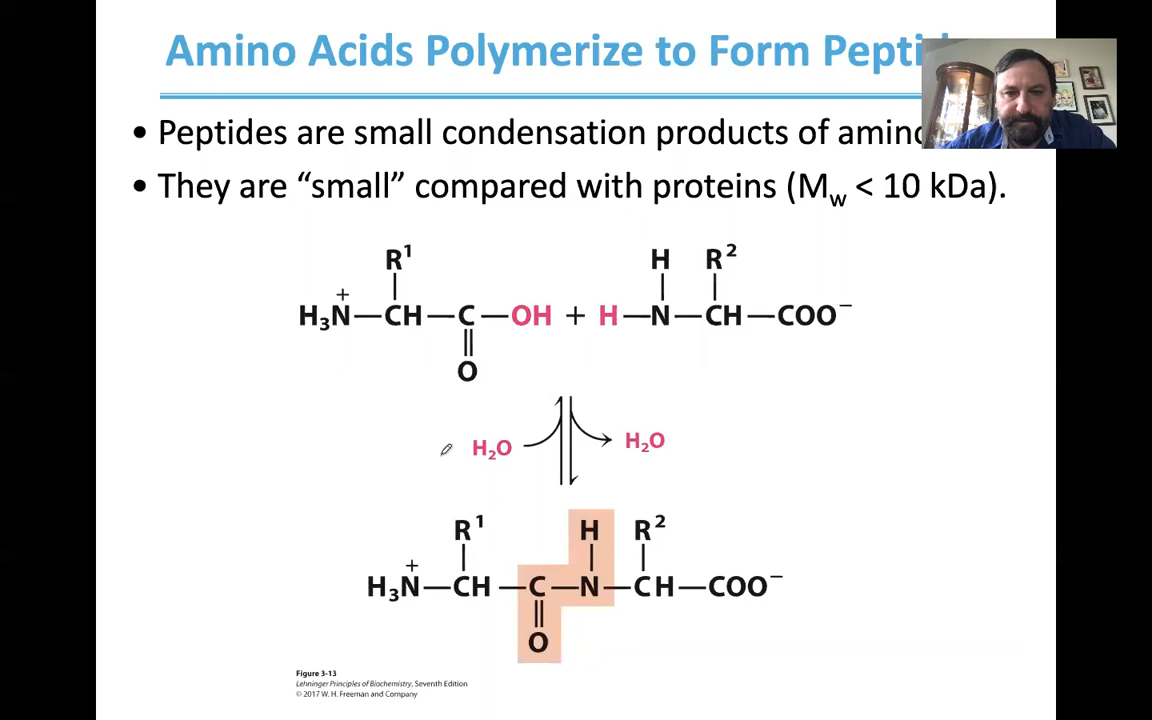 Amino Acids Polymerize to Form
• Peptides are small condensation products of
• They are “small” compared with proteins (Mw < 10 kDa).
R¹ H R²
H₃N⁺—CH—C—OH + H—N—CH—COO⁻
O
H₂O H₂O
R¹ H R²
H₃N⁺—CH—C—N—CH—COO⁻
O
Figure 3-13
Lehninger Principles of Biochemistry, Seventh Edition
© 2017 W. H. Freeman and Company